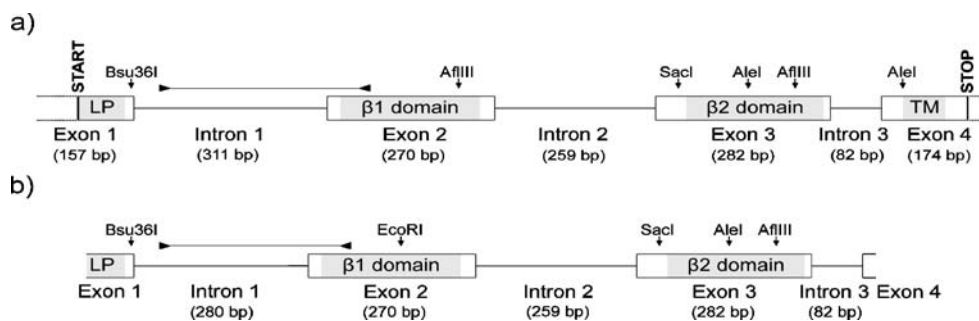 a)
START
STOP
Bsu36I
AflIII
SacI
AleI
AflIII
AleI
LP
β1 domain
β2 domain
TM
Exon 1
Intron 1
Exon 2
Intron 2
Exon 3
Intron 3
Exon 4
(157 bp)
(311 bp)
(270 bp)
(259 bp)
(282 bp)
(82 bp)
(174 bp)
b)
Bsu36I
EcoRI
SacI
AleI
AflIII
LP
β1 domain
β2 domain
Exon 1
Intron 1
Exon 2
Intron 2
Exon 3
Intron 3
Exon 4
(280 bp)
(270 bp)
(259 bp)
(282 bp)
(82 bp)